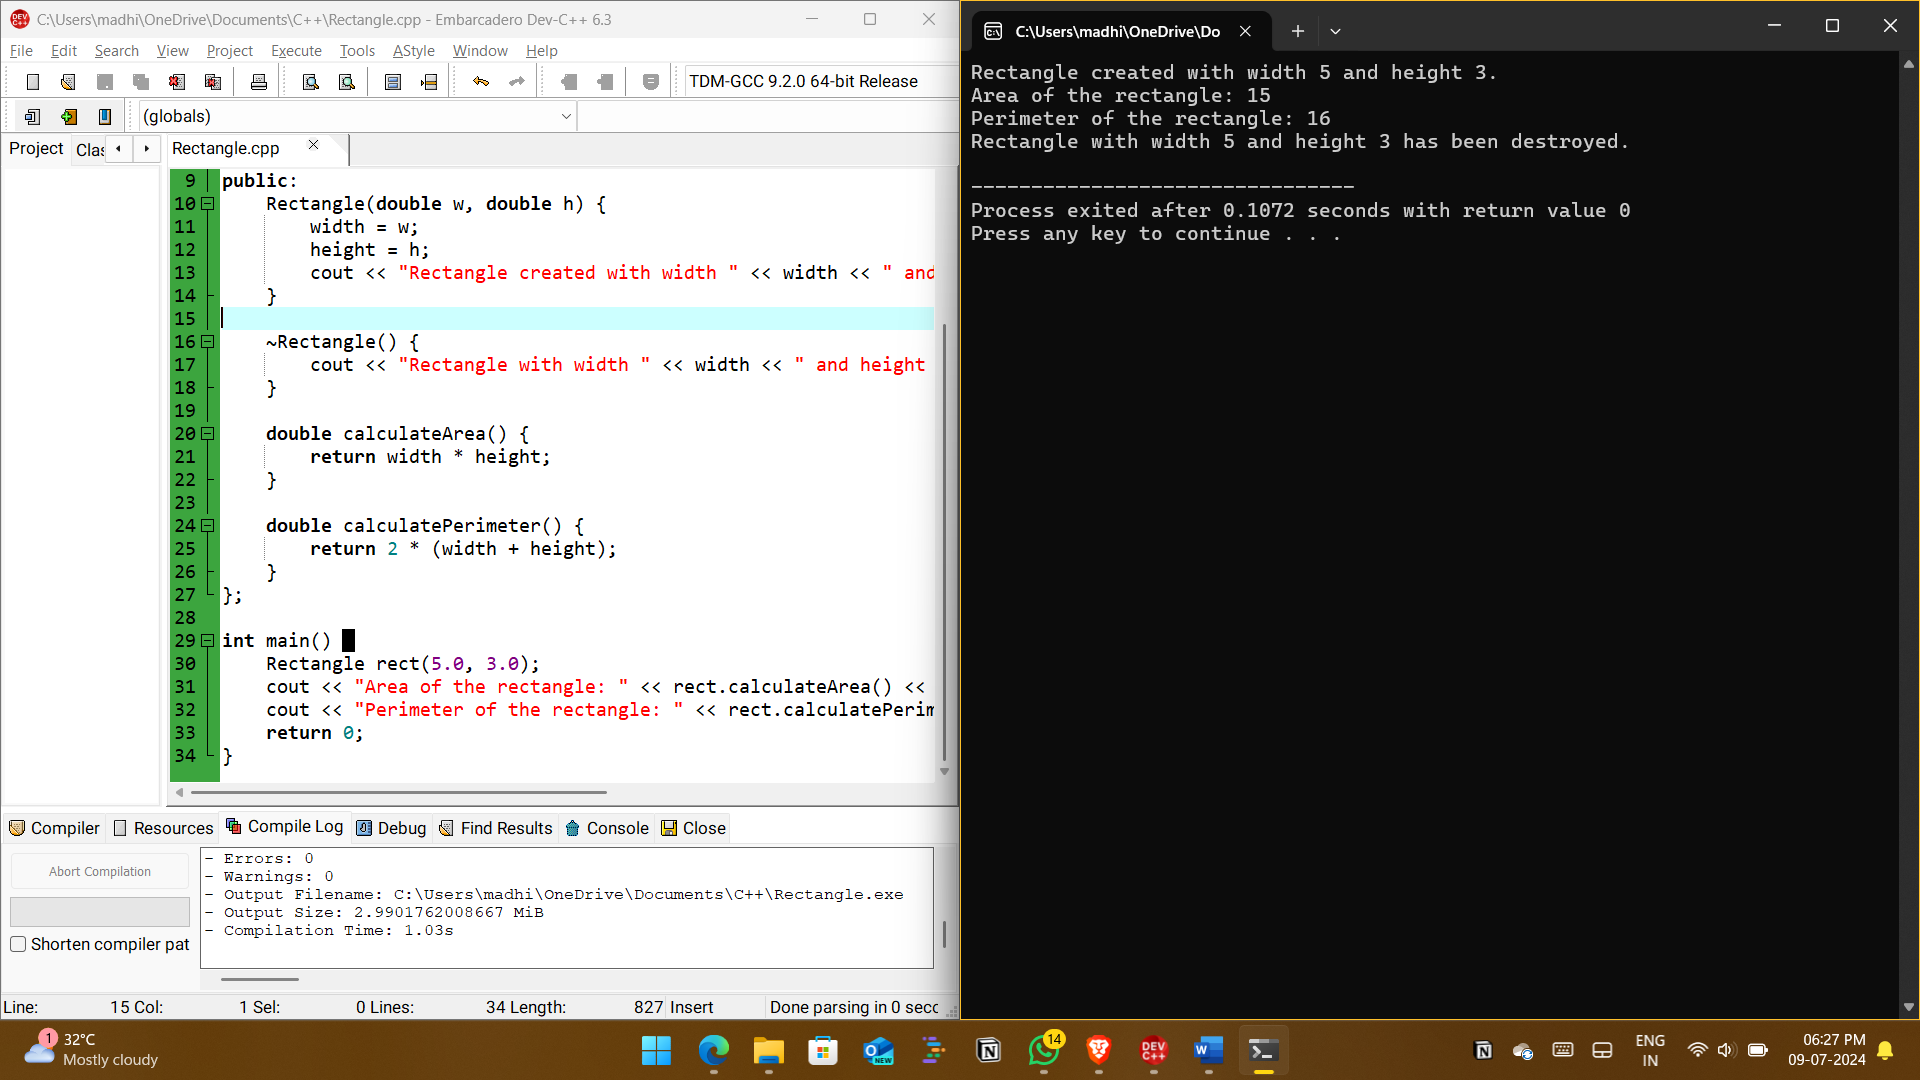 C:\Users\madhi\OneDrive\Documents\C++\Rectangle.cpp - Embarcadero Dev-C++ 6.3
File Edit Search View Project Execute Tools AStyle Window Help
TDM-GCC 9.2.0 64-bit Release
(globals)
Project Clas Rectangle.cpp
9 public:
10 Rectangle(double w, double h) {
11 width = w;
12 height = h;
13 cout << "Rectangle created with width " << width << " and
14 }
15
16 ~Rectangle() {
17 cout << "Rectangle with width " << width << " and height
18 }
19
20 double calculateArea() {
21 return width * height;
22 }
23
24 double calculatePerimeter() {
25 return 2 * (width + height);
26 }
27 };
28
29 int main()
30 Rectangle rect(5.0, 3.0);
31 cout << "Area of the rectangle: " << rect.calculateArea() <<
32 cout << "Perimeter of the rectangle: " << rect.calculatePerim
33 return 0;
34 }
Compiler Resources Compile Log Debug Find Results Console Close
Abort Compilation
Shorten compiler pat
- Errors: 0
- Warnings: 0
- Output Filename: C:\Users\madhi\OneDrive\Documents\C++\Rectangle.exe
- Output Size: 2.9901762008667 MiB
- Compilation Time: 1.03s
Line: 15 Col: 1 Sel: 0 Lines: 34 Length: 827 Insert Done parsing in 0 seco
C:\Users\madhi\OneDrive\Do
Rectangle created with width 5 and height 3.
Area of the rectangle: 15
Perimeter of the rectangle: 16
Rectangle with width 5 and height 3 has been destroyed.
--------------------------------
Process exited after 0.1072 seconds with return value 0
Press any key to continue . . .
1
32°C
Mostly cloudy
NEW
14
DEV C++
W
ENG
IN
06:27 PM
09-07-2024